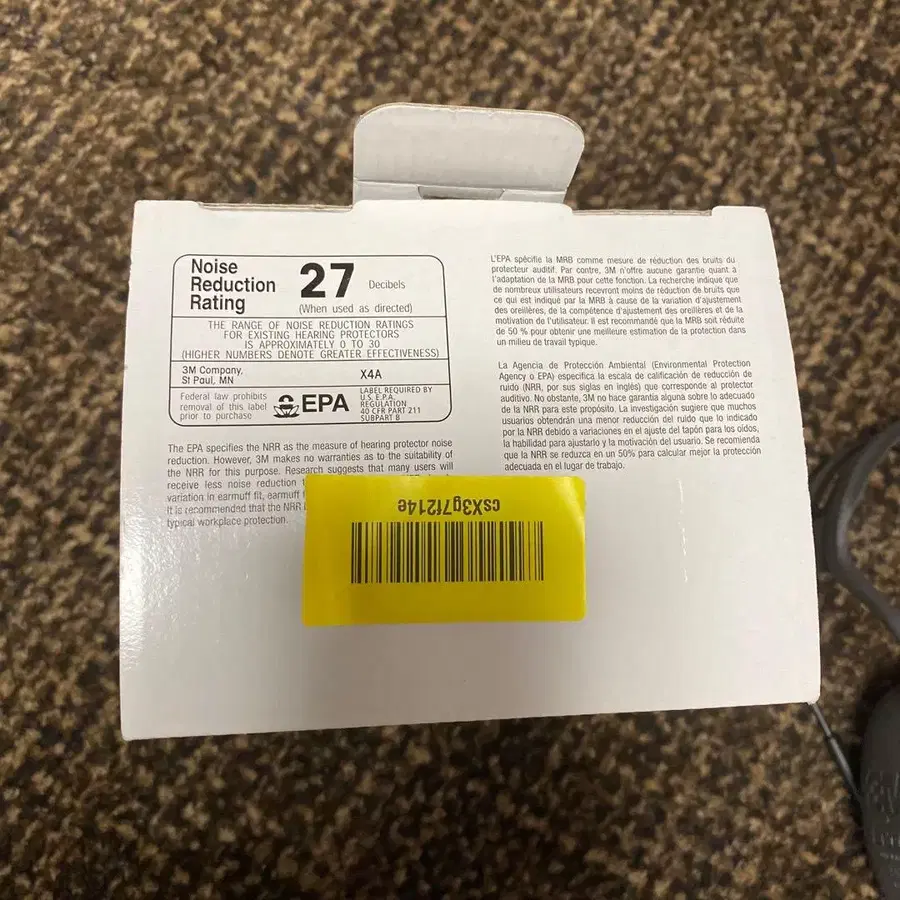 Noise
Reduction
Rating
27
Decibels
(When used as directed)
THE RANGE OF NOISE REDUCTION RATINGS
FOR EXISTING HEARING PROTECTORS
IS APPROXIMATELY 0 TO 30
(HIGHER NUMBERS DENOTE GREATER EFFECTIVENESS)
3M Company,
St Paul, MN
X4A
Federal law prohibits
removal of this label
prior to purchase
EPA
LABEL REQUIRED BY
U.S. E.P.A.
REGULATION
40 CFR PART 211
SUBPART B
The EPA specifies the NRR as the measure of hearing protector noise
reduction. However, 3M makes no warranties as to the suitability of
the NRR for this purpose. Research suggests that many users will
receive less noise reduction
variation in earmuff fit, earmuff
It is recommended that the NRR
typical workplace protection.
L'EPA spécifie la MRB comme mesure de réduction des bruits du
protecteur auditif. Par contre, 3M n'offre aucune garantie quant à
l'adaptation de la MRB pour cette fonction. La recherche indique que
de nombreux utilisateurs recevront moins de réduction de bruits que
ce qui est indiqué par la MRB à cause de la variation d'ajustement
des oreillères, de la compétence d'ajustement des oreillères et de la
motivation de l'utilisateur. Il est recommandé que la MRB soit réduite
de 50 % pour obtenir une meilleure estimation de la protection dans
un milieu de travail typique.
La Agencia de Protección Ambiental (Environmental Protection
Agency o EPA) especifica la escala de calificación de reducción de
ruido (NRR, por sus siglas en inglés) que corresponde al protector
auditivo. No obstante, 3M no hace garantía alguna sobre lo adecuado
de la NRR para este propósito. La investigación sugiere que muchos
usuarios obtendrán una menor reducción del ruido que lo indicado
por la NRR debido a variaciones en el ajuste del tapón para los oídos,
la habilidad para ajustarlo y la motivación del usuario. Se recomienda
que la NRR se reduzca en un 50% para calcular mejor la protección
adecuada en el lugar de trabajo.
csX3g7f214e